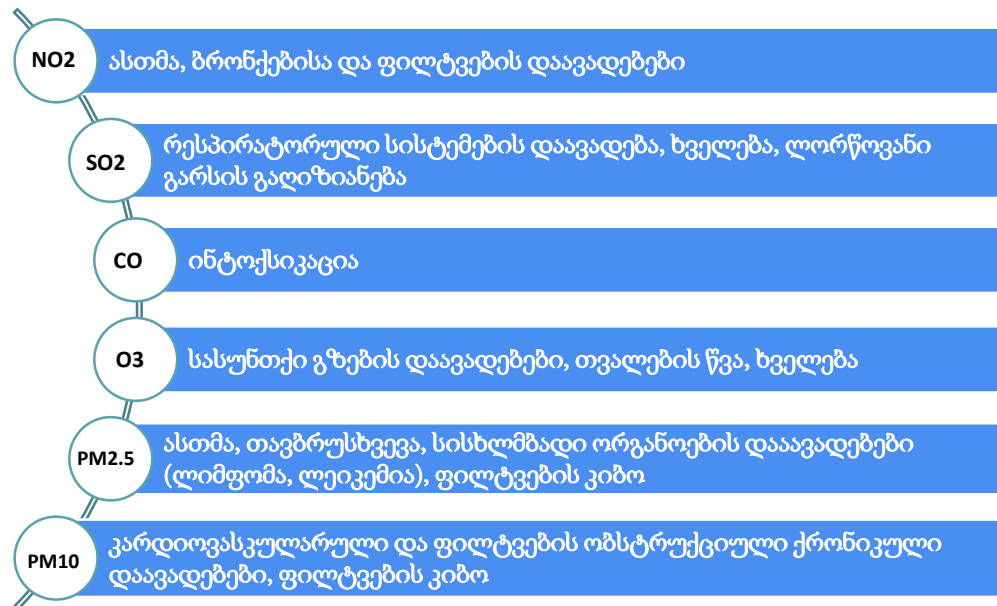 NO2
ასთმა, ბრონქებისა და ფილტვების დაავადებები
SO2
რესპირატორული სისტემების დაავადება, ხველება, ლორწოვანი
გარსის გაღიზიანება
CO
ინტოქსიკაცია
O3
სასუნთქი გზების დაავადებები, თვალების წვა, ხველება
PM2.5
ასთმა, თავბრუსხვევა, სისხლმბადი ორგანოების დააავადებები
(ლიმფომა, ლეიკემია), ფილტვების კიბო
PM10
კარდიოვასკულარული და ფილტვების ობსტრუქციული ქრონიკული
დაავადებები, ფილტვების კიბო